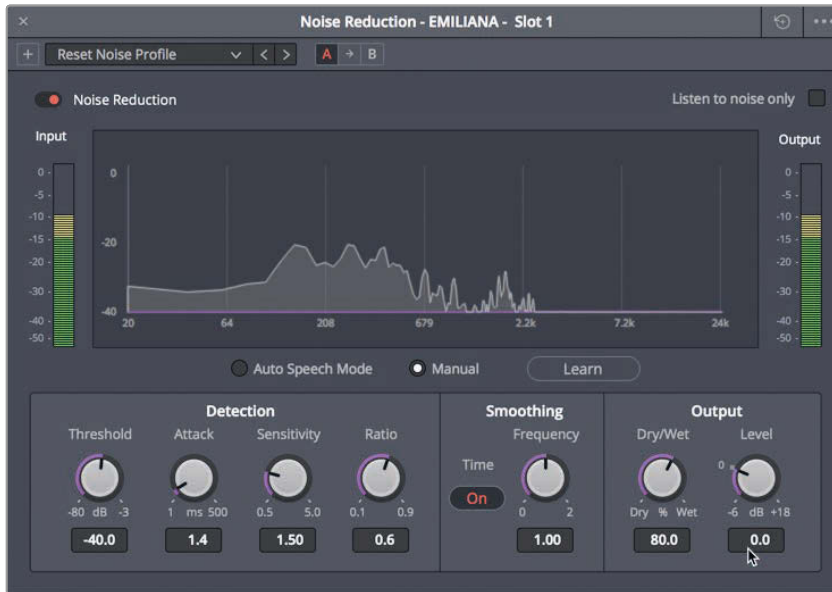 Noise Reduction - EMILIANA - Slot 1
+ Reset Noise Profile < > A → B
Noise Reduction Listen to noise only
Input Output
0 0 0
-5 -5
-10 -10
-15 -15
-20 -20 -20
-30 -30
-40 -40 -40
-50 -50
20 64 208 679 2.2k 7.2k 24k
Auto Speech Mode Manual Learn
Detection Smoothing Output
Threshold Attack Sensitivity Ratio Frequency Dry/Wet Level
Time 0
On
-80 dB -3 1 ms 500 0.5 5.0 0.1 0.9 0 2 Dry % Wet -6 dB +18
-40.0 1.4 1.50 0.6 1.00 80.0 0.0